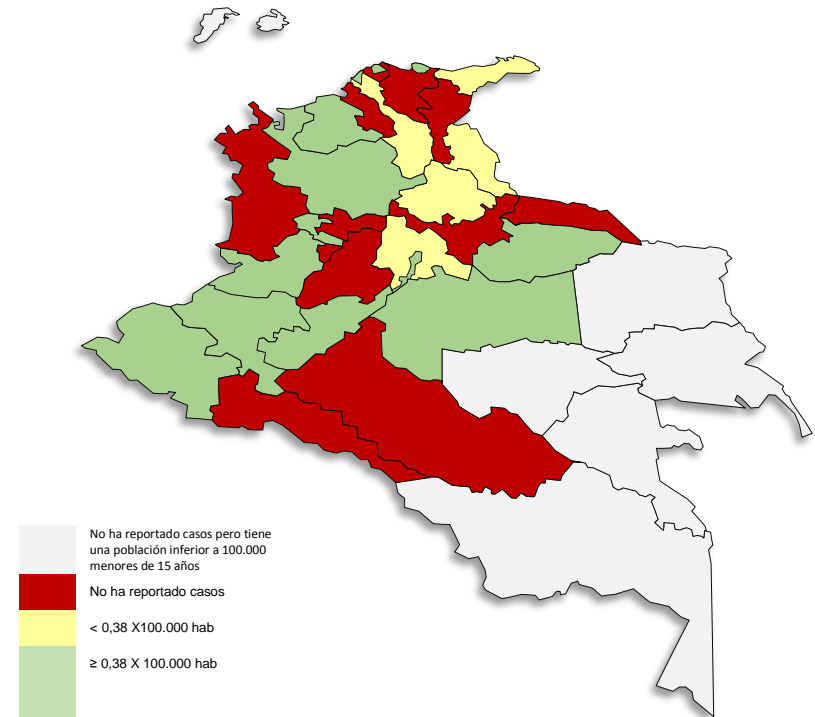 No ha reportado casos pero tiene
una población inferior a 100.000
menores de 15 años
No ha reportado casos
< 0,38 X100.000 hab
≥ 0,38 X 100.000 hab